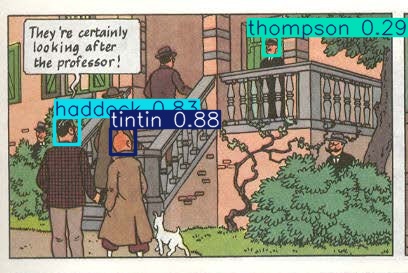 They're certainly
looking after
the professor!
thompson 0.29
haddock 0.83
tintin 0.88